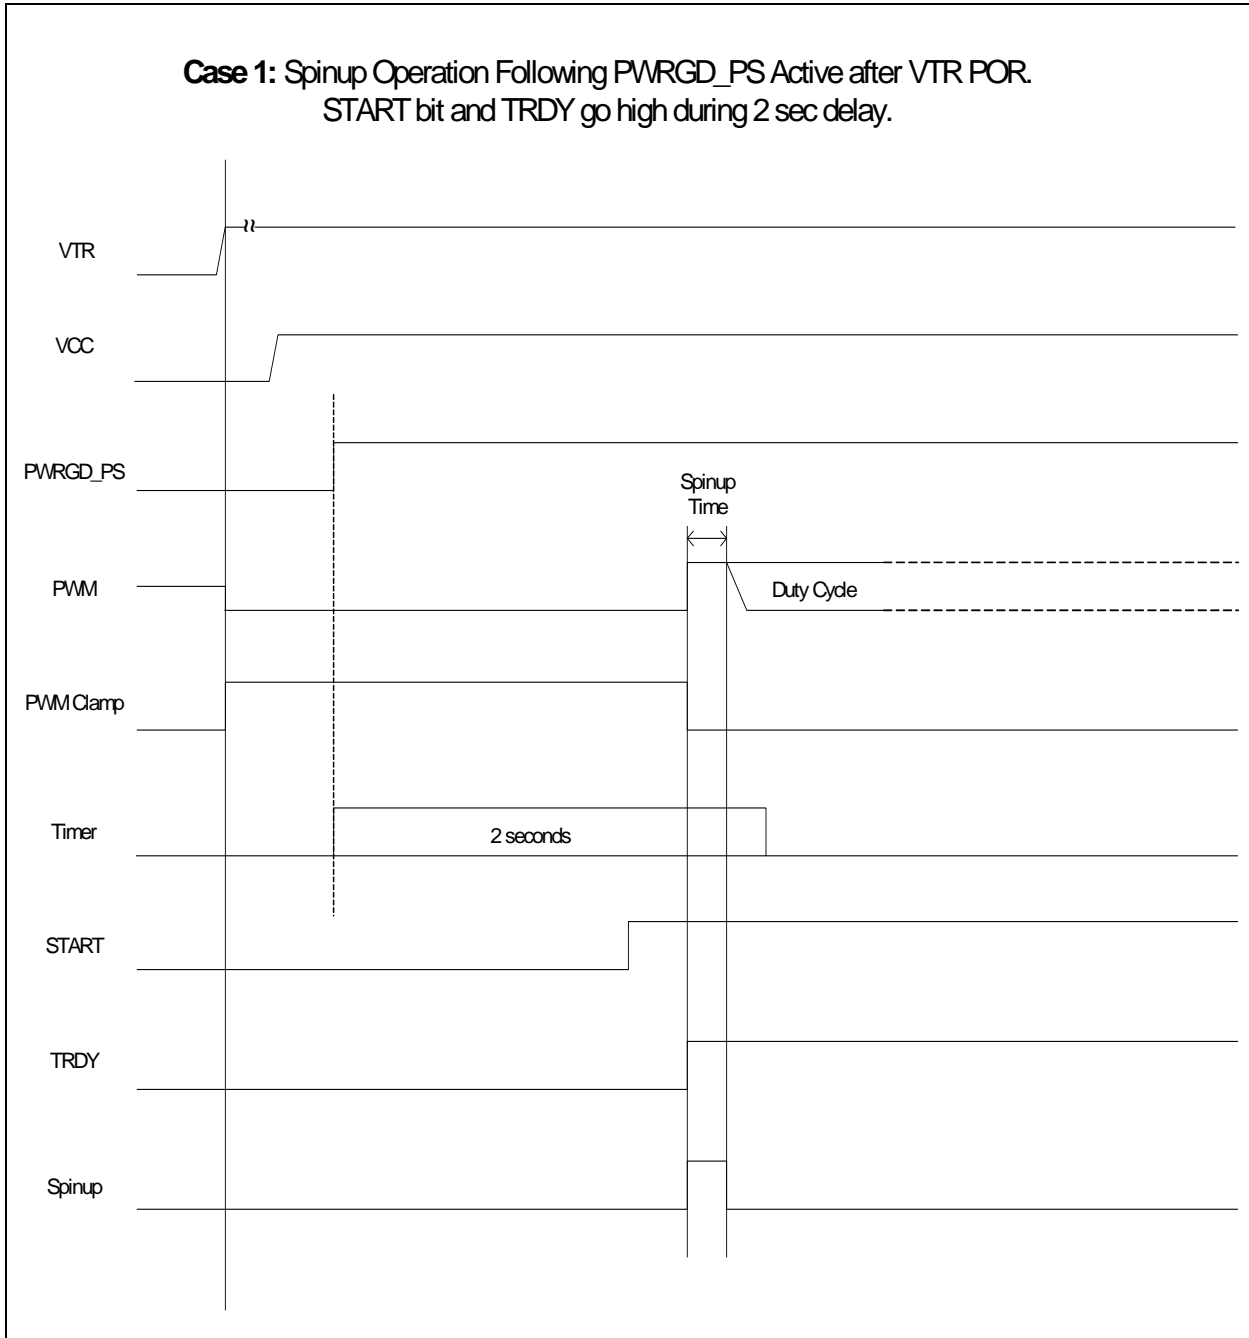 Case 1: Spinup Operation Following PWRGD_PS Active after VTR POR.
START bit and TRDY go high during 2 sec delay.
VTR
VCC
PWRGD_PS
Spinup
Time
PWM
Duty Cycle
PWM Clamp
Timer
2 seconds
START
TRDY
Spinup